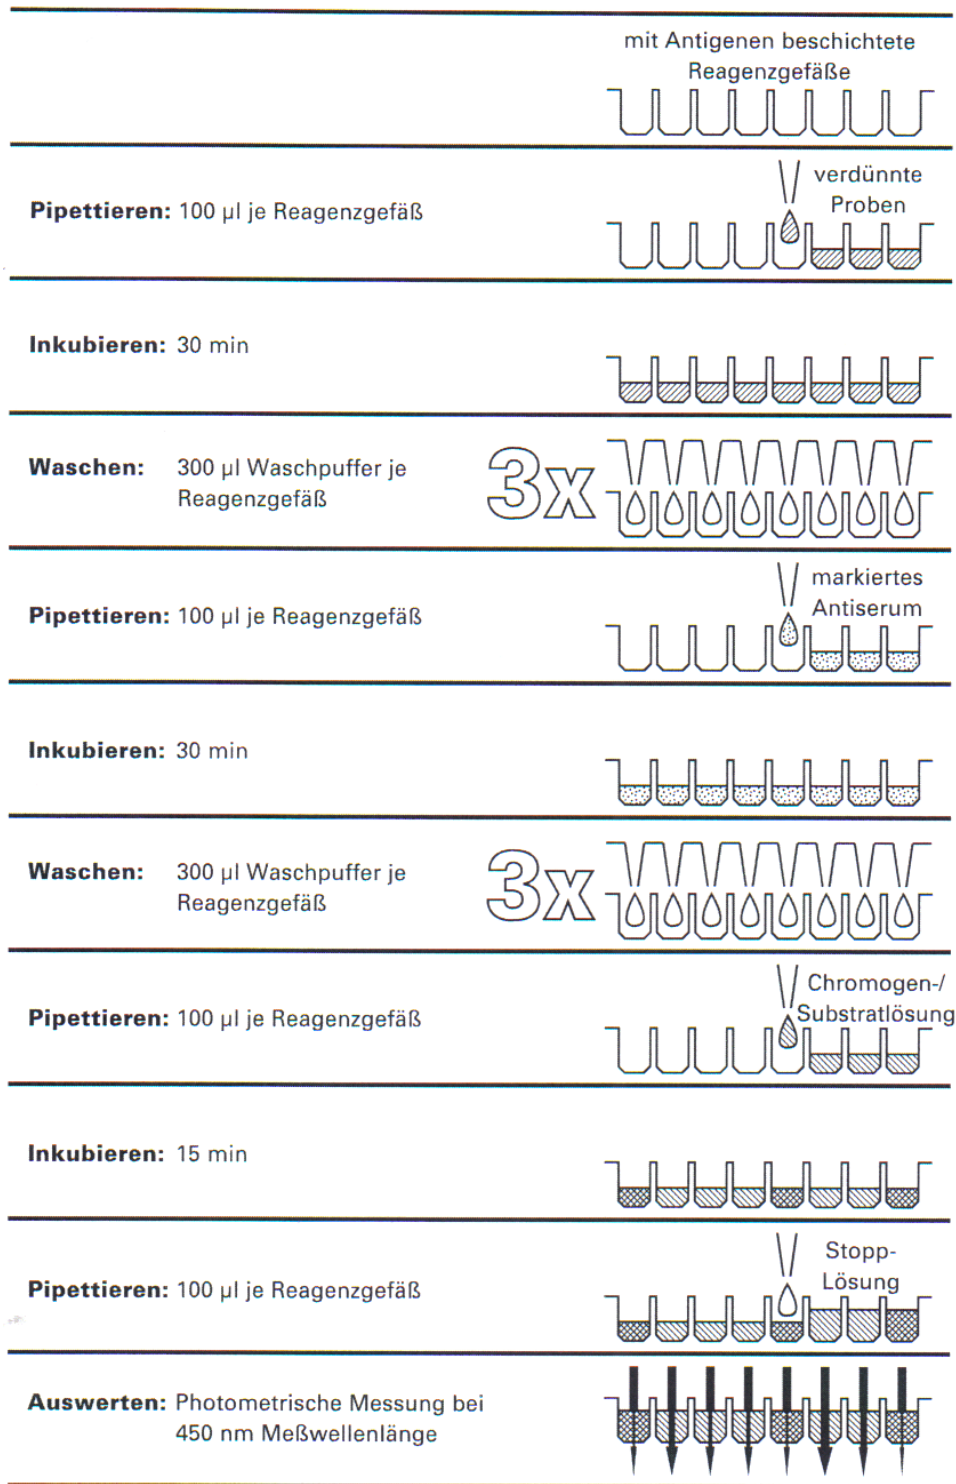 mit Antigenen beschichtete
Reagenzgefäße
Pipettieren: 100 µl je Reagenzgefäß
verdünnte
Proben
Inkubieren: 30 min
Waschen: 300 µl Waschpuffer je
Reagenzgefäß
3x
Pipettieren: 100 µl je Reagenzgefäß
markiertes
Antiserum
Inkubieren: 30 min
Waschen: 300 µl Waschpuffer je
Reagenzgefäß
3x
Pipettieren: 100 µl je Reagenzgefäß
Chromogen-/
Substratlösung
Inkubieren: 15 min
Pipettieren: 100 µl je Reagenzgefäß
Stopp-
Lösung
Auswerten: Photometrische Messung bei
450 nm Meßwellenlänge